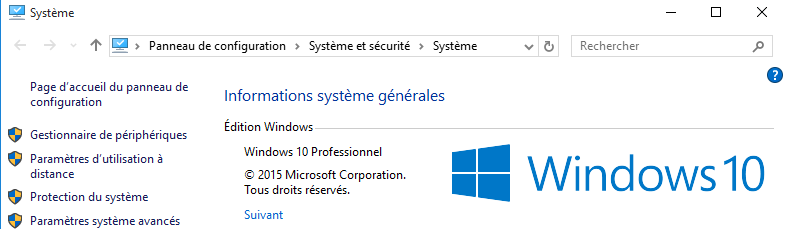 Système
Panneau de configuration
Système et sécurité
Système
Rechercher
Page d'accueil du panneau de
configuration
Gestionnaire de périphériques
Paramètres d'utilisation à
distance
Protection du système
Paramètres système avancés
Informations système générales
Édition Windows
Windows 10 Professionnel
© 2015 Microsoft Corporation.
Tous droits réservés.
Suivant
Windows 10
?